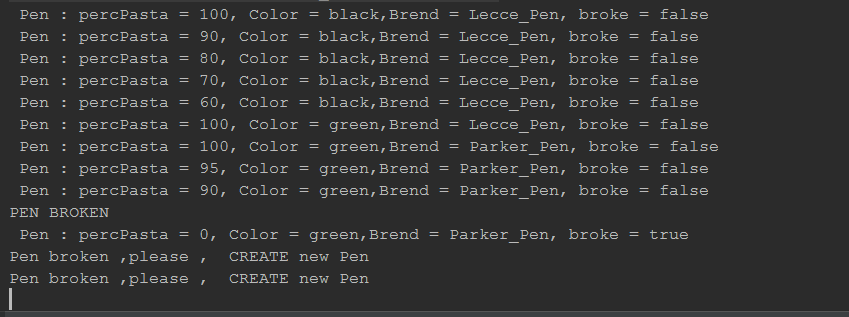 Pen : percPasta = 100, Color = black,Brend = Lecce_Pen, broke = false
Pen : percPasta = 90, Color = black,Brend = Lecce_Pen, broke = false
Pen : percPasta = 80, Color = black,Brend = Lecce_Pen, broke = false
Pen : percPasta = 70, Color = black,Brend = Lecce_Pen, broke = false
Pen : percPasta = 60, Color = black,Brend = Lecce_Pen, broke = false
Pen : percPasta = 100, Color = green,Brend = Lecce_Pen, broke = false
Pen : percPasta = 100, Color = green,Brend = Parker_Pen, broke = false
Pen : percPasta = 95, Color = green,Brend = Parker_Pen, broke = false
Pen : percPasta = 90, Color = green,Brend = Parker_Pen, broke = false
PEN BROKEN
Pen : percPasta = 0, Color = green,Brend = Parker_Pen, broke = true
Pen broken ,please ,  CREATE new Pen
Pen broken ,please ,  CREATE new Pen